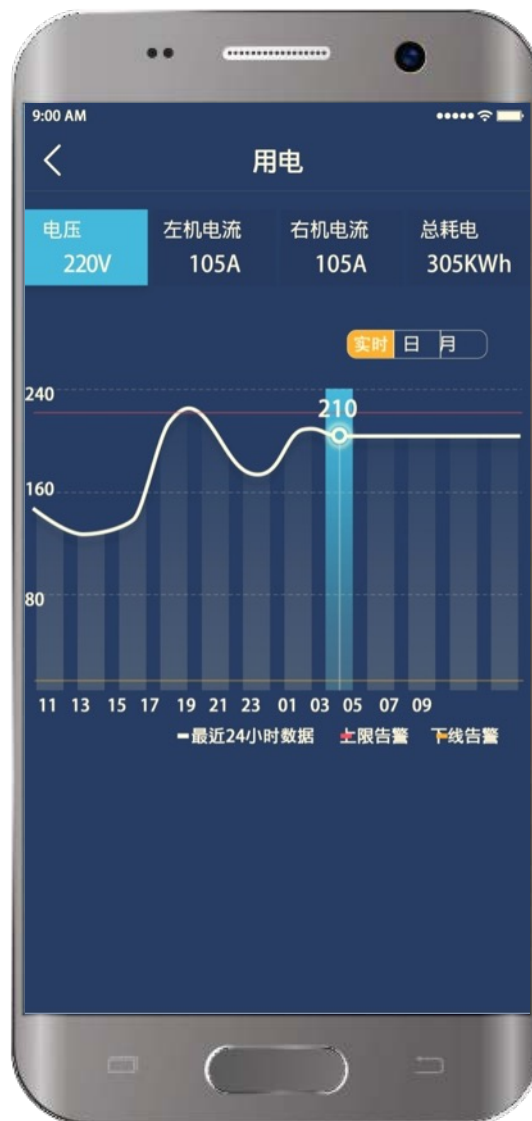 9:00 AM
用电
电压 左机电流 右机电流 总耗电
220V 105A 105A 305KWh
实时 日 月
240
210
160
80
11 13 15 17 19 21 23 01 03 05 07 09
最近24小时数据 上限告警 下线告警